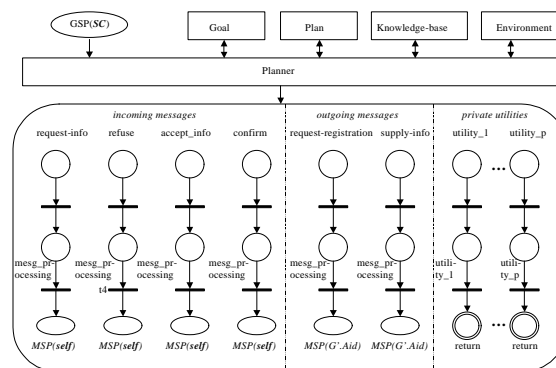 GSP(SC)
Goal
Plan
Knowledge-base
Environment
Planner
incoming messages
outgoing messages
private utilities
request-info
refuse
accept_info
confirm
request-registration
supply-info
utility_1
utility_p
...
mesg_pr-
ocessing
mesg_pr-
ocessing
mesg_pr-
ocessing
mesg_pr-
ocessing
mesg_pr-
ocessing
mesg_pr-
ocessing
utili-
ty_1
utili-
ty_p
t4
...
MSP(self)
MSP(self)
MSP(self)
MSP(self)
MSP(G'.Aid)
MSP(G'.Aid)
return
return